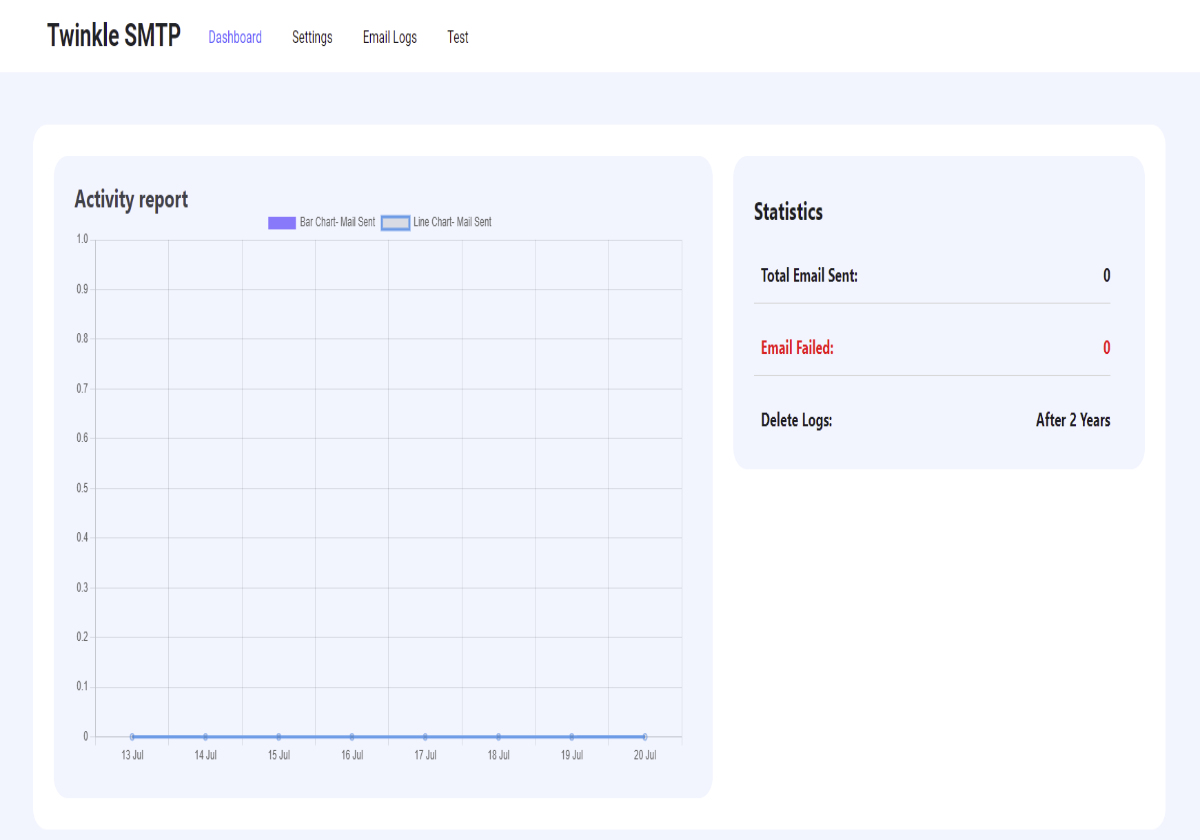 Twinkle SMTP Dashboard Settings Email Logs Test
Activity report
Bar Chart- Mail Sent Line Chart- Mail Sent
1.0
0.9
0.8
0.7
0.6
0.5
0.4
0.3
0.2
0.1
0
13 Jul 14 Jul 15 Jul 16 Jul 17 Jul 18 Jul 19 Jul 20 Jul
Statistics
Total Email Sent: 0
Email Failed: 0
Delete Logs: After 2 Years